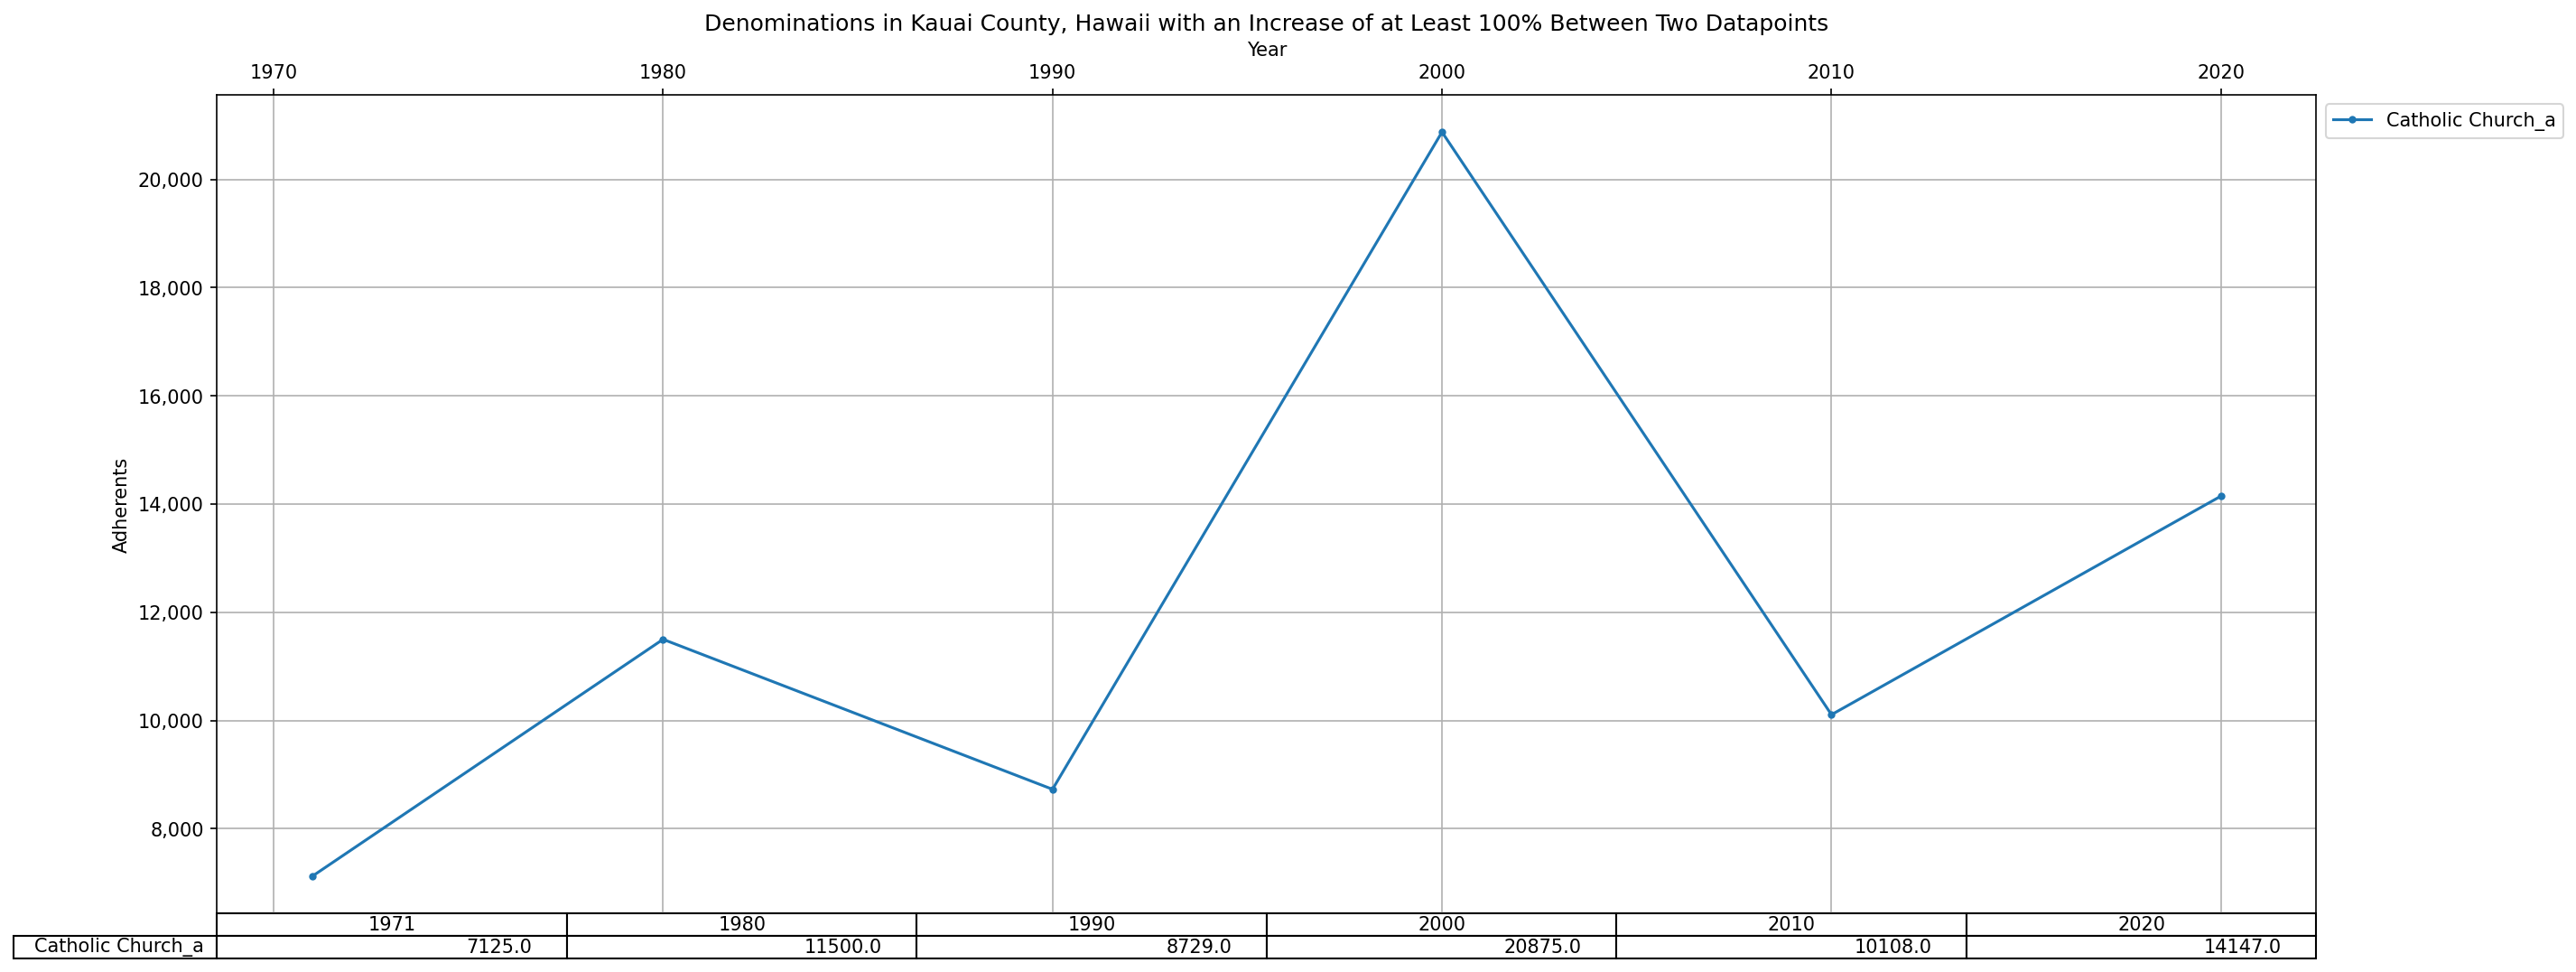 Denominations in Kauai County, Hawaii with an Increase of at Least 100% Between Two Datapoints
Year
1970 1980 1990 2000 2010 2020
Catholic Church_a
20,000
18,000
16,000
14,000
12,000
10,000
8,000
Adherents
1971 1980 1990 2000 2010 2020
Catholic Church_a 7125.0 11500.0 8729.0 20875.0 10108.0 14147.0